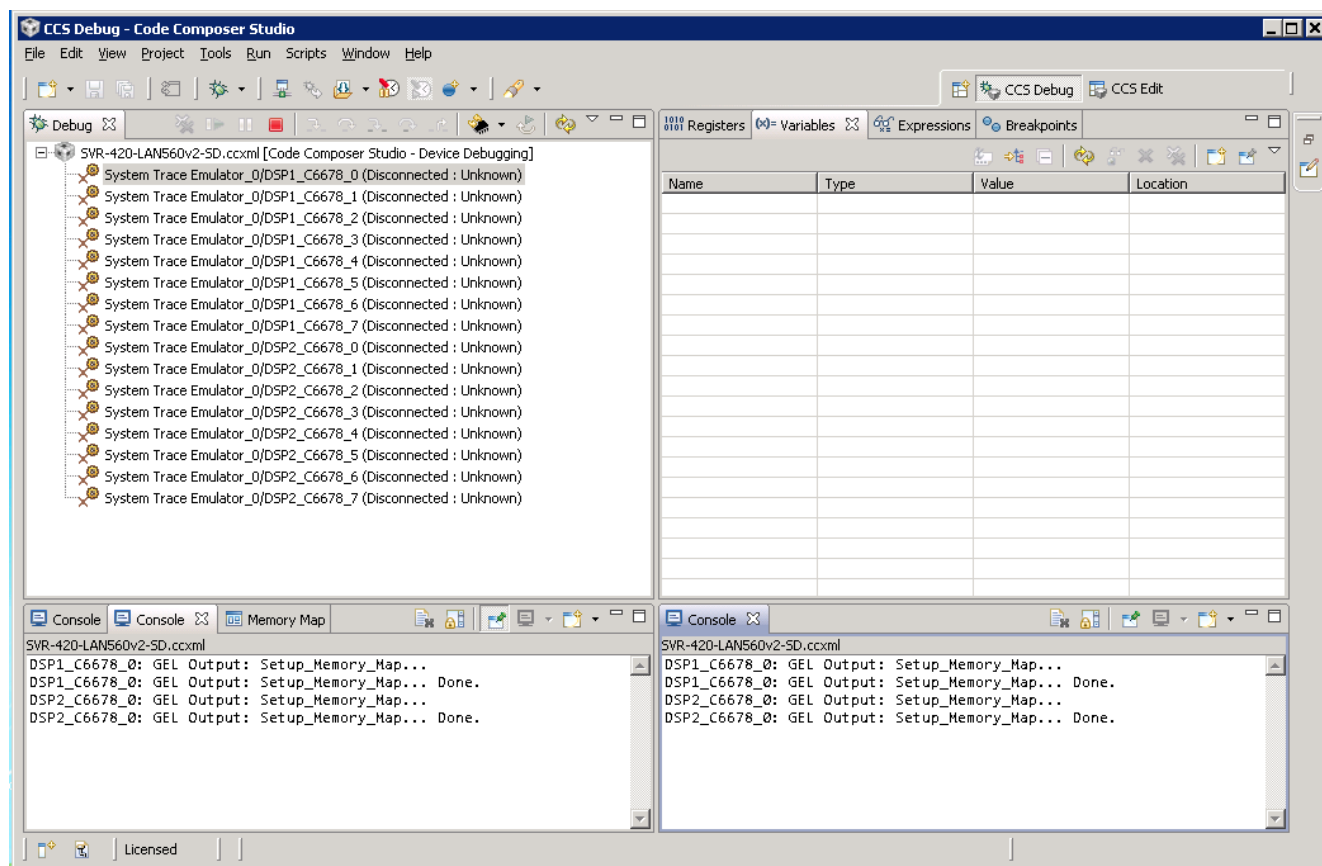 CCS Debug - Code Composer Studio
File Edit View Project Tools Run Scripts Window Help
CCS Debug CCS Edit
Debug
SVR-420-LAN560v2-SD.ccxml [Code Composer Studio - Device Debugging]
System Trace Emulator_0/DSP1_C6678_0 (Disconnected : Unknown)
System Trace Emulator_0/DSP1_C6678_1 (Disconnected : Unknown)
System Trace Emulator_0/DSP1_C6678_2 (Disconnected : Unknown)
System Trace Emulator_0/DSP1_C6678_3 (Disconnected : Unknown)
System Trace Emulator_0/DSP1_C6678_4 (Disconnected : Unknown)
System Trace Emulator_0/DSP1_C6678_5 (Disconnected : Unknown)
System Trace Emulator_0/DSP1_C6678_6 (Disconnected : Unknown)
System Trace Emulator_0/DSP1_C6678_7 (Disconnected : Unknown)
System Trace Emulator_0/DSP2_C6678_0 (Disconnected : Unknown)
System Trace Emulator_0/DSP2_C6678_1 (Disconnected : Unknown)
System Trace Emulator_0/DSP2_C6678_2 (Disconnected : Unknown)
System Trace Emulator_0/DSP2_C6678_3 (Disconnected : Unknown)
System Trace Emulator_0/DSP2_C6678_4 (Disconnected : Unknown)
System Trace Emulator_0/DSP2_C6678_5 (Disconnected : Unknown)
System Trace Emulator_0/DSP2_C6678_6 (Disconnected : Unknown)
System Trace Emulator_0/DSP2_C6678_7 (Disconnected : Unknown)
1010 0101 Registers (x)= Variables Expressions Breakpoints
Name Type Value Location
Console Console Memory Map
SVR-420-LAN560v2-SD.ccxml
DSP1_C6678_0: GEL Output: Setup_Memory_Map...
DSP1_C6678_0: GEL Output: Setup_Memory_Map... Done.
DSP2_C6678_0: GEL Output: Setup_Memory_Map...
DSP2_C6678_0: GEL Output: Setup_Memory_Map... Done.
Console
SVR-420-LAN560v2-SD.ccxml
DSP1_C6678_0: GEL Output: Setup_Memory_Map...
DSP1_C6678_0: GEL Output: Setup_Memory_Map... Done.
DSP2_C6678_0: GEL Output: Setup_Memory_Map...
DSP2_C6678_0: GEL Output: Setup_Memory_Map... Done.
Licensed